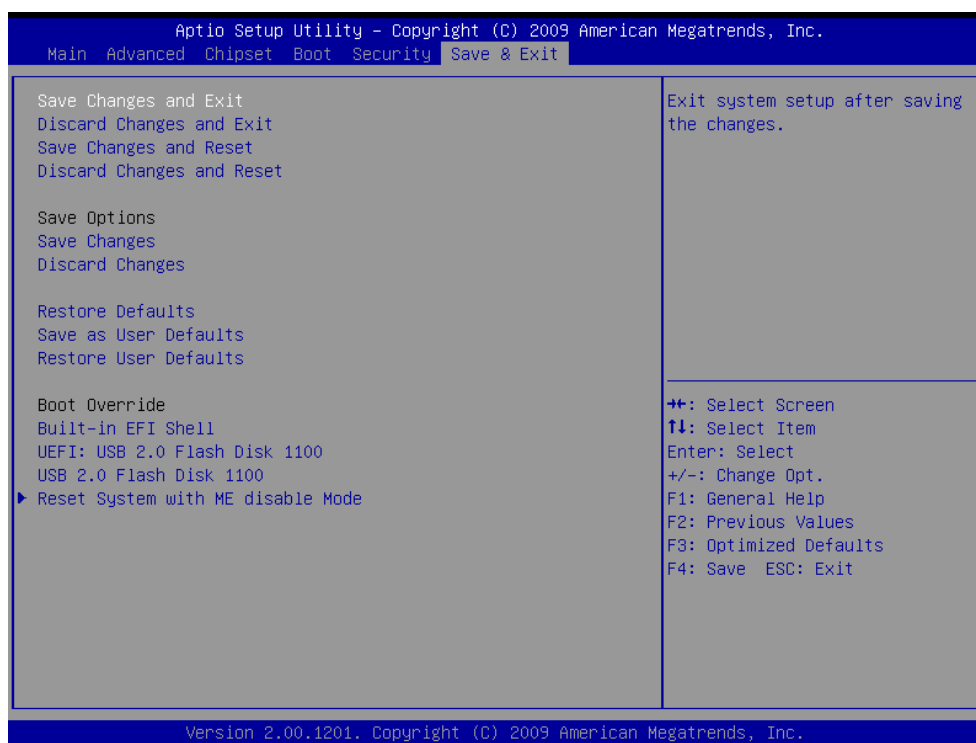 Aptio Setup Utility – Copyright (C) 2009 American Megatrends, Inc.
Main Advanced Chipset Boot Security Save & Exit
Save Changes and Exit
Discard Changes and Exit
Save Changes and Reset
Discard Changes and Reset
Save Options
Save Changes
Discard Changes
Restore Defaults
Save as User Defaults
Restore User Defaults
Boot Override
Built-in EFI Shell
UEFI: USB 2.0 Flash Disk 1100
USB 2.0 Flash Disk 1100
Reset System with ME disable Mode
Exit system setup after saving
the changes.
→←: Select Screen
↑↓: Select Item
Enter: Select
+/-: Change Opt.
F1: General Help
F2: Previous Values
F3: Optimized Defaults
F4: Save ESC: Exit
Version 2.00.1201. Copyright (C) 2009 American Megatrends, Inc.